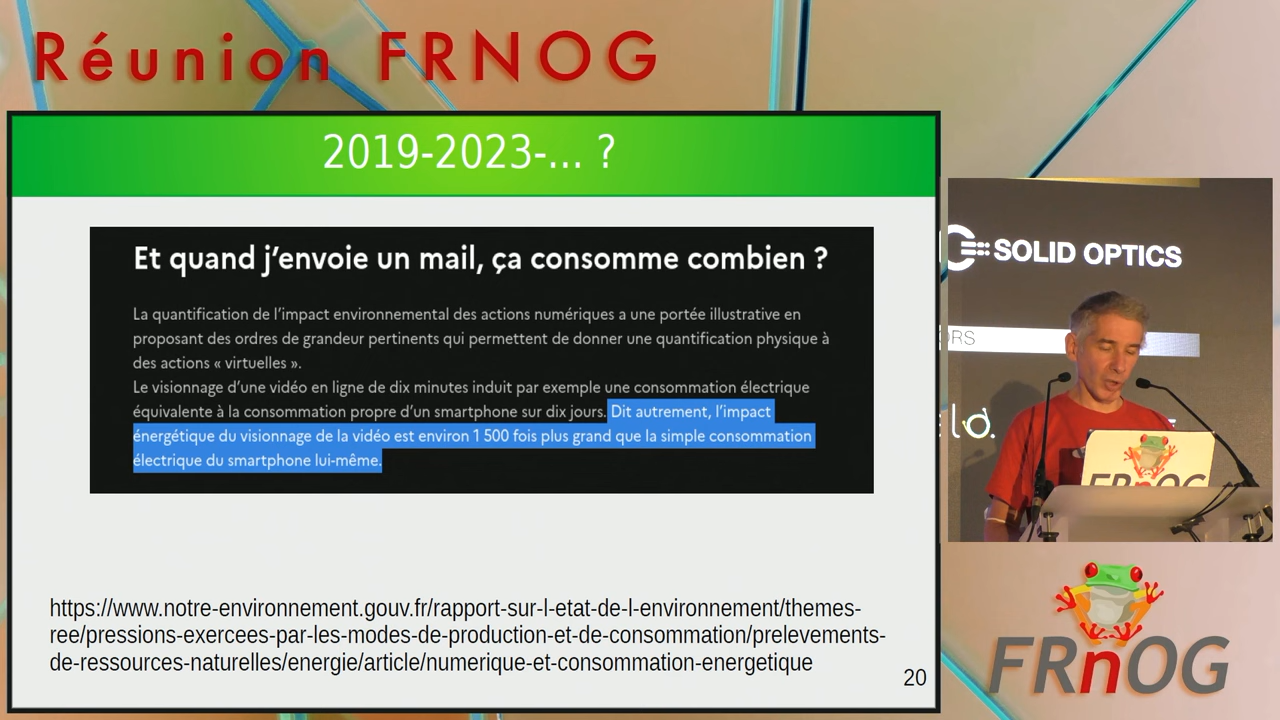 Réunion FRNOG
2019-2023-... ?
Et quand j’envoie un mail, ça consomme combien ?
La quantification de l’impact environnemental des actions numériques a une portée illustrative en
proposant des ordres de grandeur pertinents qui permettent de donner une quantification physique à
des actions « virtuelles ».
Le visionnage d’une vidéo en ligne de dix minutes induit par exemple une consommation électrique
équivalente à la consommation propre d’un smartphone sur dix jours. Dit autrement, l’impact
énergétique du visionnage de la vidéo est environ 1 500 fois plus grand que la simple consommation
électrique du smartphone lui-même.
https://www.notre-environnement.gouv.fr/rapport-sur-l-etat-de-l-environnement/themes-
ree/pressions-exercees-par-les-modes-de-production-et-de-consommation/prelevements-
de-ressources-naturelles/energie/article/numerique-et-consommation-energetique
20
SOLID OPTICS
ORS
lo.
FRnOG
FRnOG